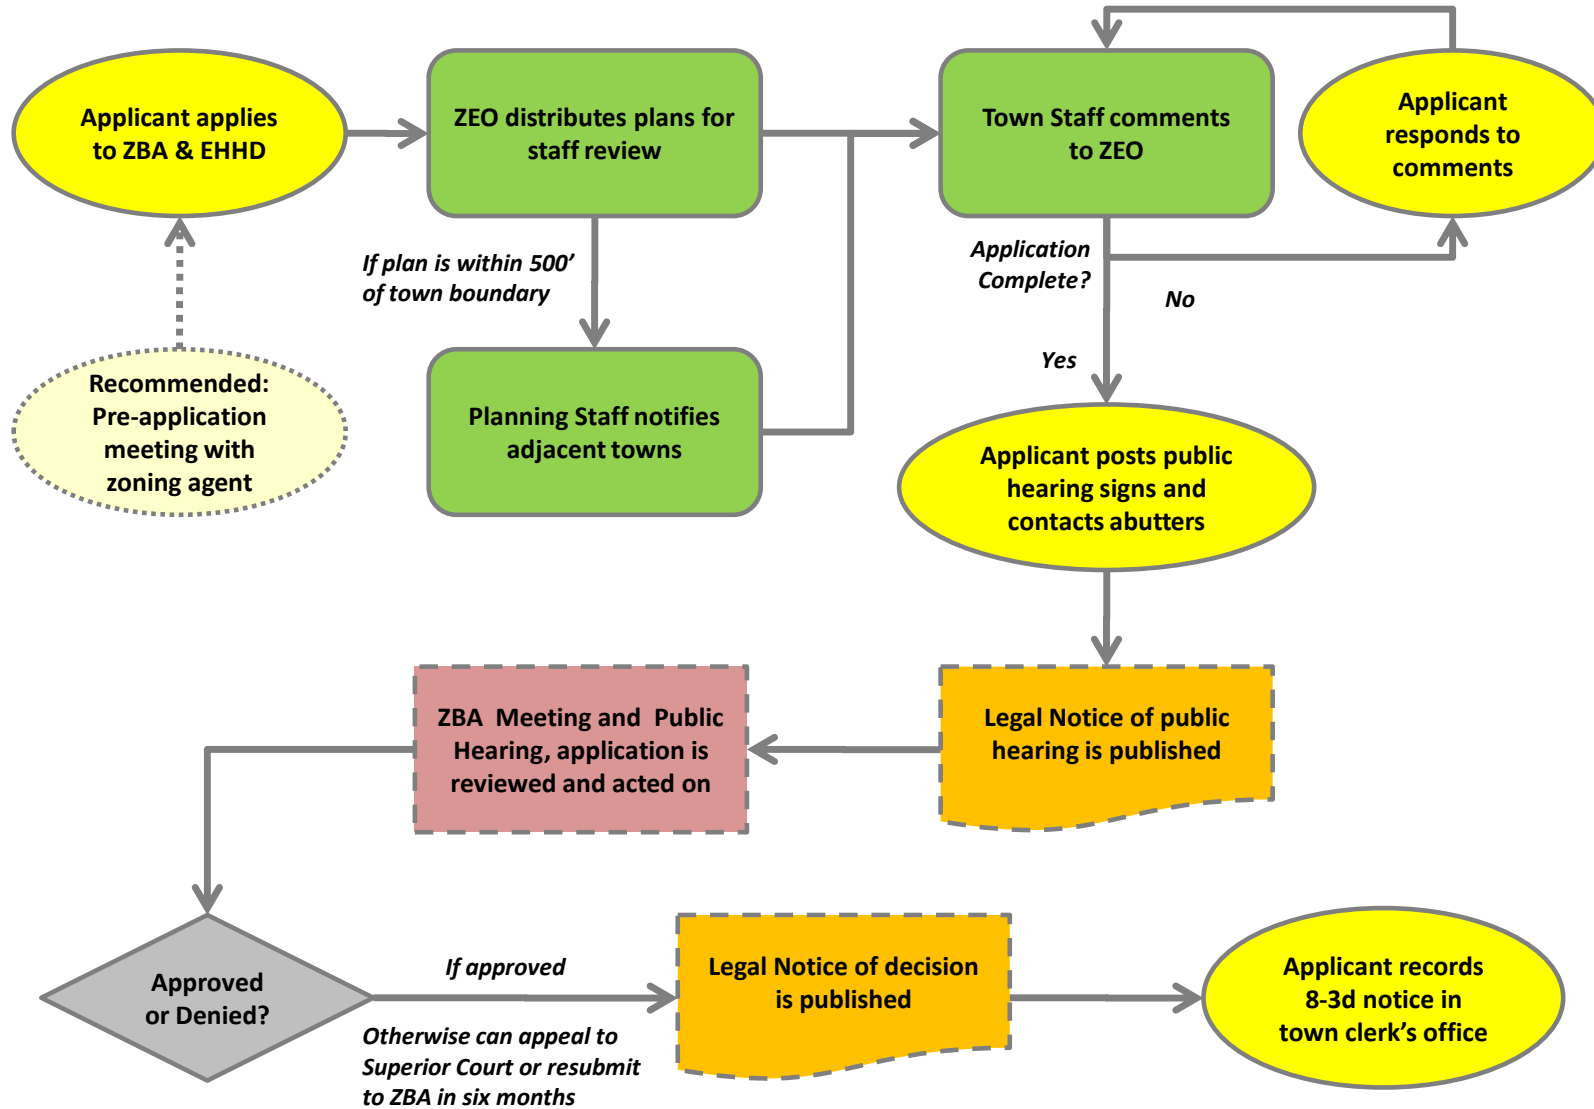 Applicant applies
to ZBA & EHHD
ZEO distributes plans for
staff review
Town Staff comments
to ZEO
Applicant
responds to
comments
If plan is within 500’
of town boundary
Application
Complete?
No
Yes
Recommended:
Pre-application
meeting with
zoning agent
Planning Staff notifies
adjacent towns
Applicant posts public
hearing signs and
contacts abutters
ZBA  Meeting and  Public
Hearing, application is
reviewed and acted on
Legal Notice of public
hearing is published
Approved
or Denied?
If approved
Otherwise can appeal to
Superior Court or resubmit
to ZBA in six months
Legal Notice of decision
is published
Applicant records
8-3d notice in
town clerk’s office